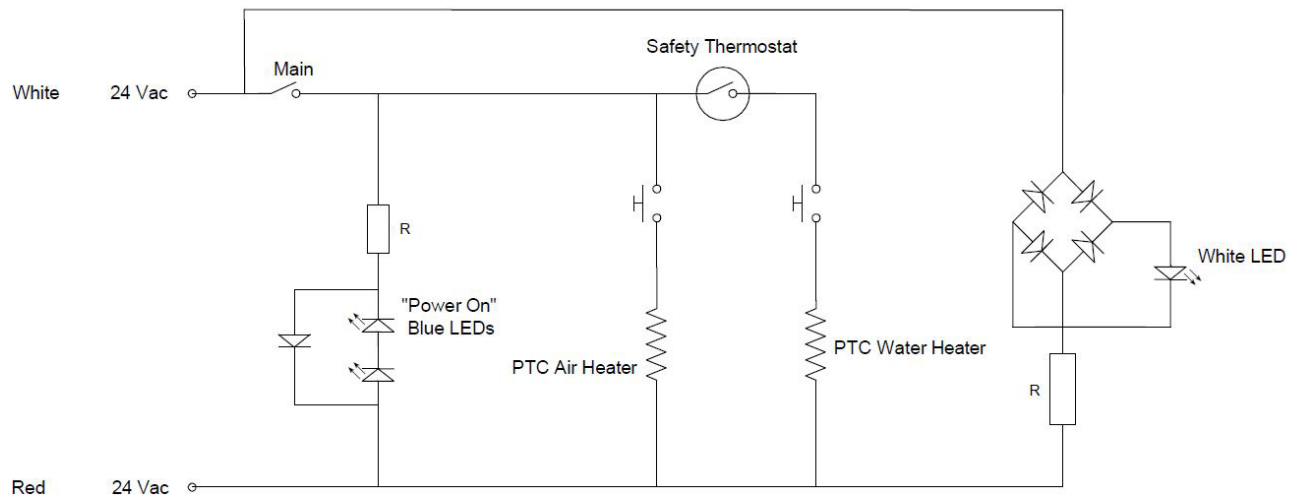 Safety Thermostat
Main
White 24 Vac
R
White LED
"Power On"
Blue LEDs
PTC Air Heater
PTC Water Heater
R
Red 24 Vac